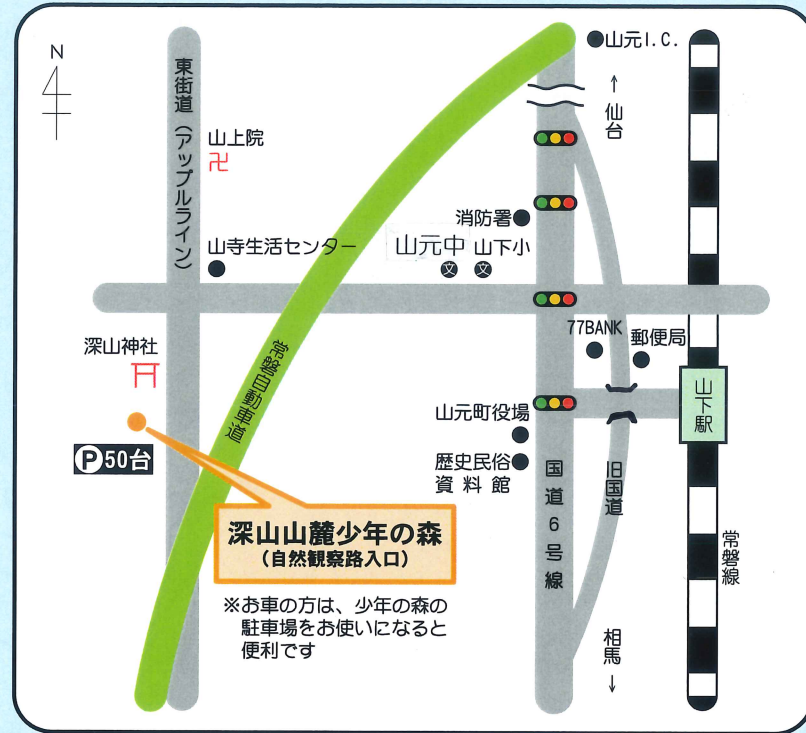 N
山元I.C.
↑
仙台
東街道（アップルライン）
山上院
消防署
山元中
山下小
文
文
山寺生活センター
77BANK
郵便局
深山神社
常磐自動車道
山元町役場
山下駅
P50台
歴史民俗
資料館
国道6号線
旧国道
常磐線
深山山麓少年の森
(自然観察路入口)
※お車の方は、少年の森の
駐車場をお使いになると
便利です
相馬
↓